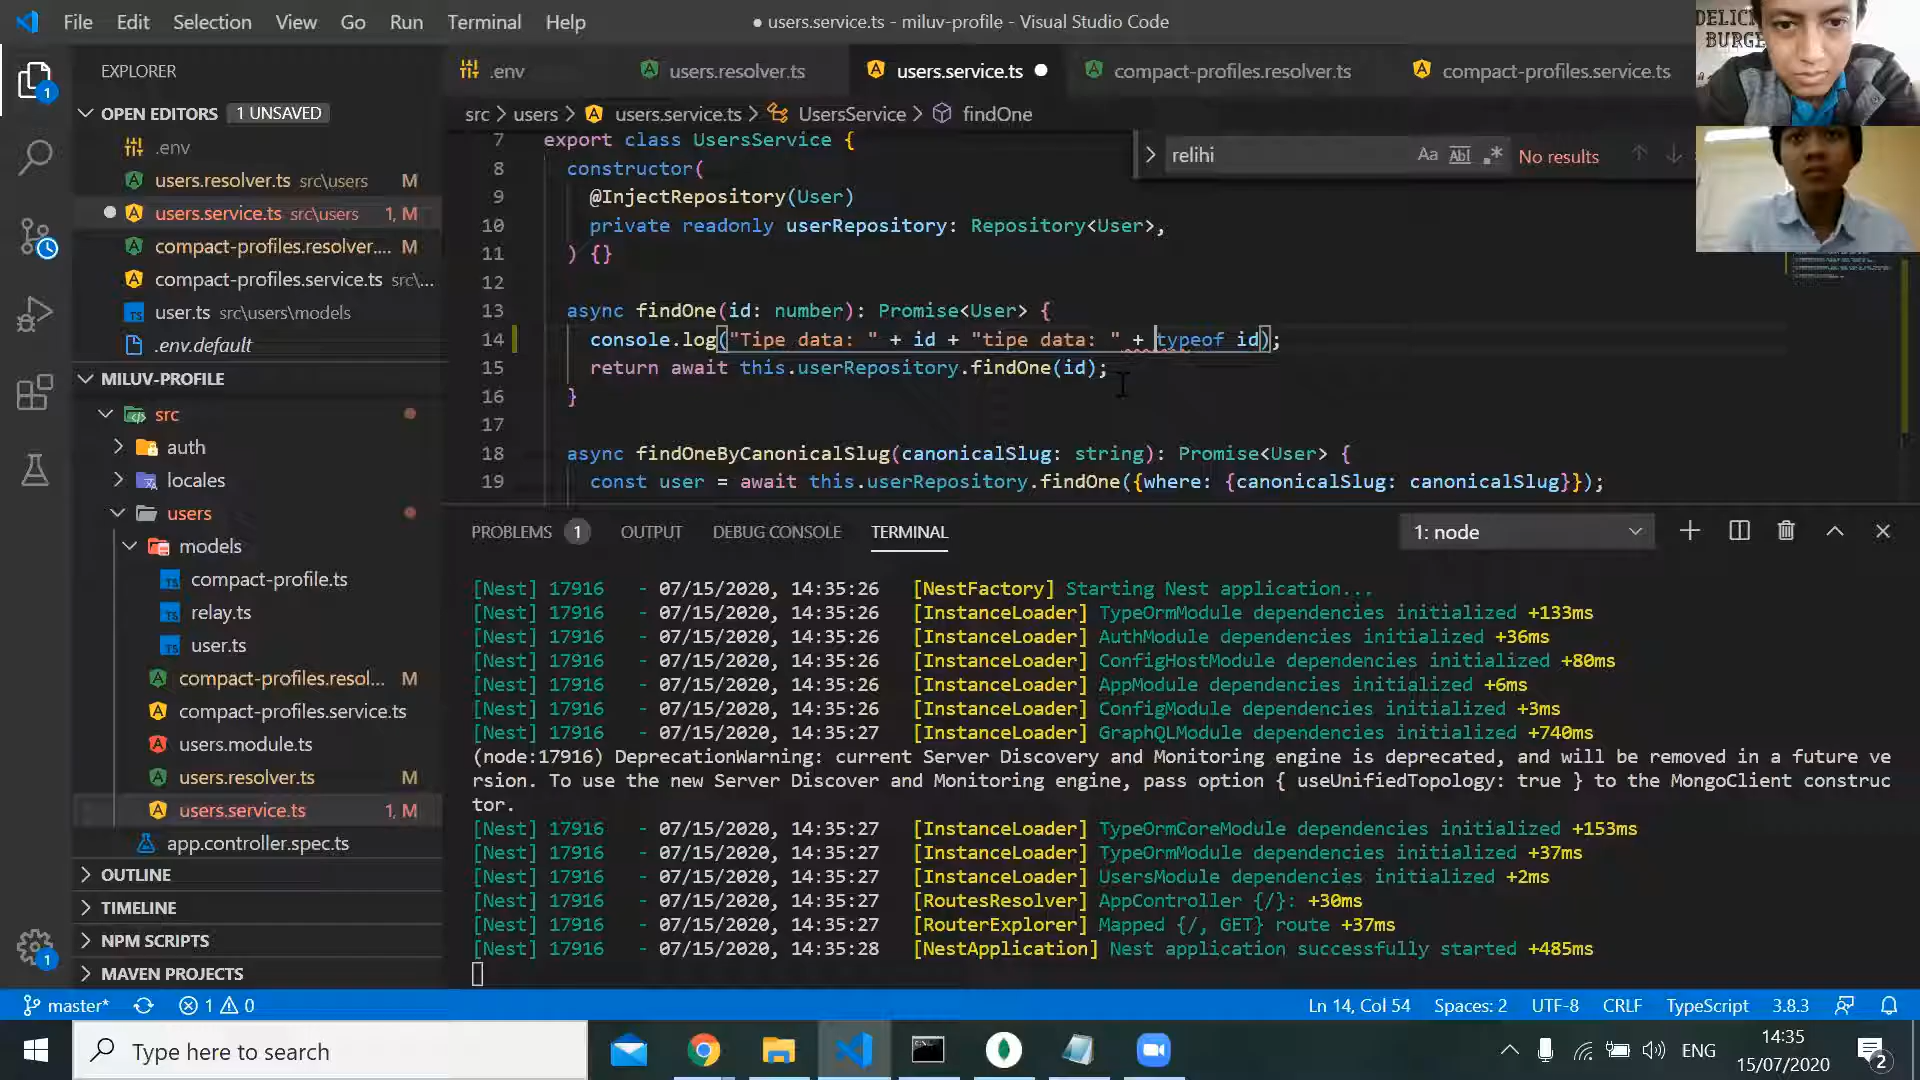 File Edit Selection View Go Run Terminal Help
● users.service.ts - miluv-profile - Visual Studio Code
EXPLORER
OPEN EDITORS 1 UNSAVED
.env
users.resolver.ts src\users M
users.service.ts src\users 1, M
compact-profiles.resolver.... M
compact-profiles.service.ts src\...
user.ts src\users\models
.env.default
MILUV-PROFILE
src
auth
locales
users
models
compact-profile.ts
relay.ts
user.ts
compact-profiles.resol... M
compact-profiles.service.ts
users.module.ts
users.resolver.ts M
users.service.ts 1, M
app.controller.spec.ts
OUTLINE
TIMELINE
NPM SCRIPTS
MAVEN PROJECTS
.env users.resolver.ts users.service.ts ● compact-profiles.resolver.ts compact-profiles.service.ts
src > users > users.service.ts > UsersService > findOne
relihi Aa Abl .* No results
7 export class UsersService {
8 constructor(
9 @InjectRepository(User)
10 private readonly userRepository: Repository<User>,
11 ) {}
12
13 async findOne(id: number): Promise<User> {
14 console.log("Tipe data: " + id + "tipe data: " + typeof id);
15 return await this.userRepository.findOne(id);
16 }
17
18 async findOneByCanonicalSlug(canonicalSlug: string): Promise<User> {
19 const user = await this.userRepository.findOne({where: {canonicalSlug: canonicalSlug}});
PROBLEMS 1 OUTPUT DEBUG CONSOLE TERMINAL 1: node
[Nest] 17916 - 07/15/2020, 14:35:26 [NestFactory] Starting Nest application...
[Nest] 17916 - 07/15/2020, 14:35:26 [InstanceLoader] TypeOrmModule dependencies initialized +133ms
[Nest] 17916 - 07/15/2020, 14:35:26 [InstanceLoader] AuthModule dependencies initialized +36ms
[Nest] 17916 - 07/15/2020, 14:35:26 [InstanceLoader] ConfigHostModule dependencies initialized +80ms
[Nest] 17916 - 07/15/2020, 14:35:26 [InstanceLoader] AppModule dependencies initialized +6ms
[Nest] 17916 - 07/15/2020, 14:35:26 [InstanceLoader] ConfigModule dependencies initialized +3ms
[Nest] 17916 - 07/15/2020, 14:35:27 [InstanceLoader] GraphQLModule dependencies initialized +740ms
(node:17916) DeprecationWarning: current Server Discovery and Monitoring engine is deprecated, and will be removed in a future ve
rsion. To use the new Server Discover and Monitoring engine, pass option { useUnifiedTopology: true } to the MongoClient construc
tor.
[Nest] 17916 - 07/15/2020, 14:35:27 [InstanceLoader] TypeOrmCoreModule dependencies initialized +153ms
[Nest] 17916 - 07/15/2020, 14:35:27 [InstanceLoader] TypeOrmModule dependencies initialized +37ms
[Nest] 17916 - 07/15/2020, 14:35:27 [InstanceLoader] UsersModule dependencies initialized +2ms
[Nest] 17916 - 07/15/2020, 14:35:27 [RoutesResolver] AppController {/}: +30ms
[Nest] 17916 - 07/15/2020, 14:35:27 [RouterExplorer] Mapped {/, GET} route +37ms
[Nest] 17916 - 07/15/2020, 14:35:28 [NestApplication] Nest application successfully started +485ms
1
1
master* 1 0 Ln 14, Col 54 Spaces: 2 UTF-8 CRLF TypeScript 3.8.3
Type here to search
ENG
14:35
15/07/2020
2